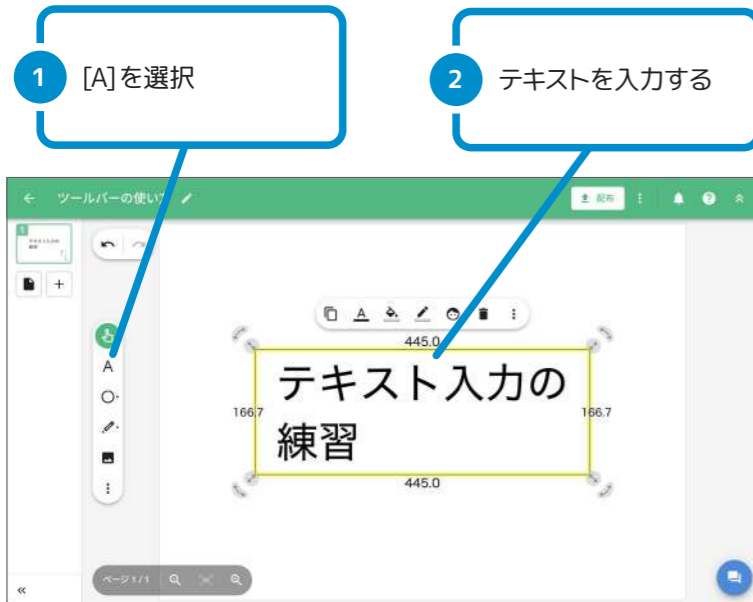 1 [A]を選択
2 テキストを入力する
ツールバーの使い
配布
1
A
A
445.0
166.7
166.7
テキスト入力の
練習
445.0
ページ 1 / 1